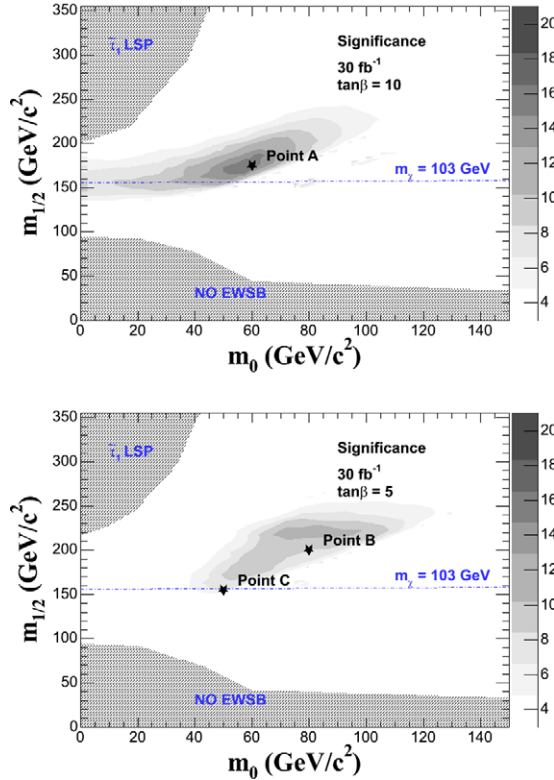 350
300
250
200
150
100
50
0
m1/2 (GeV/c²)
τ̃1 LSP
Significance
30 fb⁻¹
tanβ = 10
Point A
mχ = 103 GeV
NO EWSB
0 20 40 60 80 100 120 140
m0 (GeV/c²)
20
18
16
14
12
10
8
6
4
350
300
250
200
150
100
50
0
m1/2 (GeV/c²)
τ̃1 LSP
Significance
30 fb⁻¹
tanβ = 5
Point B
Point C
mχ = 103 GeV
NO EWSB
0 20 40 60 80 100 120 140
m0 (GeV/c²)
20
18
16
14
12
10
8
6
4